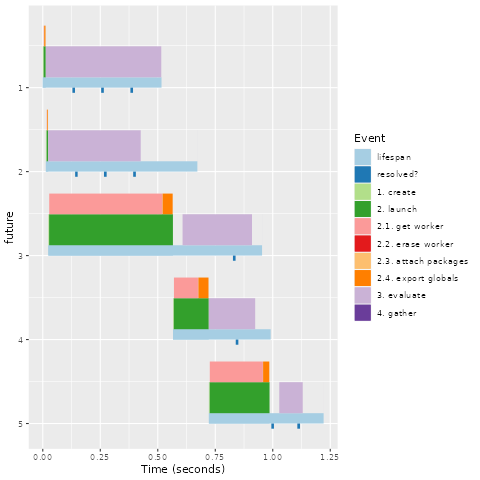 1
2
3
4
5
future
0.00
0.25
0.50
0.75
1.00
1.25
Time (seconds)
Event
lifespan
resolved?
1. create
2. launch
2.1. get worker
2.2. erase worker
2.3. attach packages
2.4. export globals
3. evaluate
4. gather